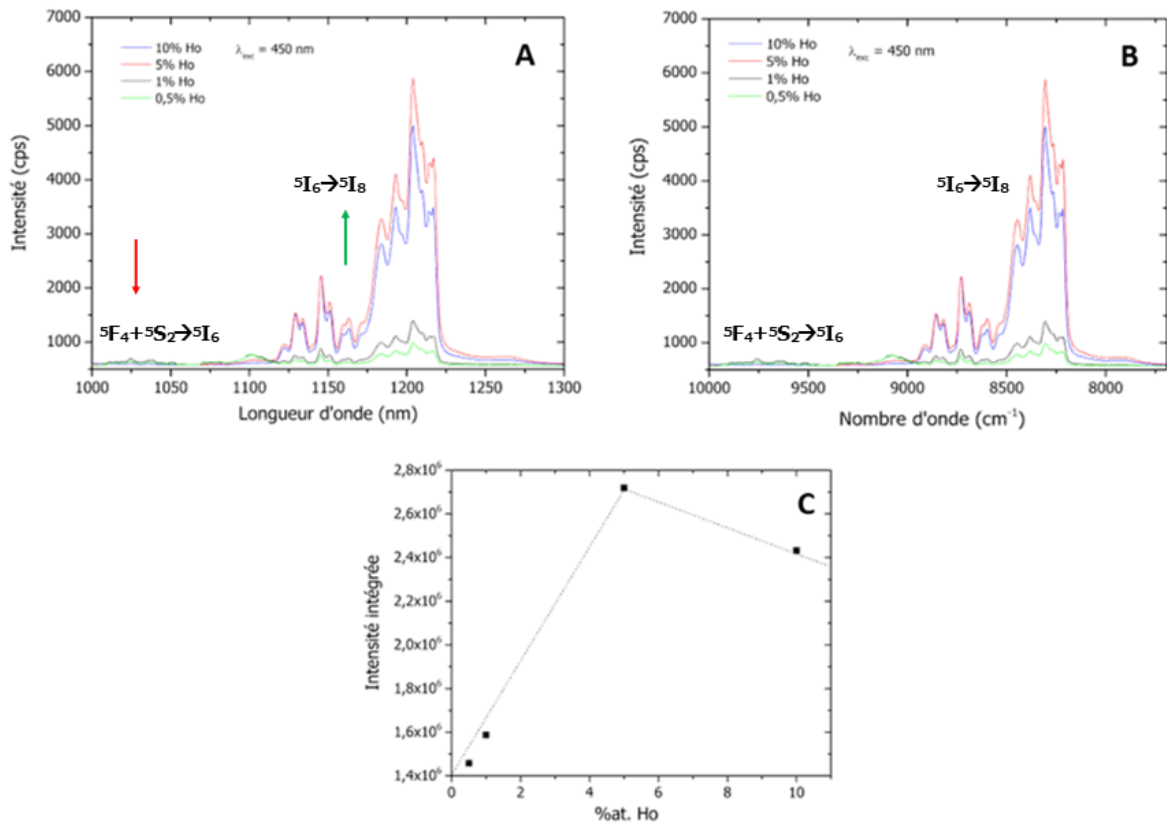 A
10% Ho
5% Ho
1% Ho
0,5% Ho
λexc = 450 nm
⁵I₆→⁵I₈
⁵F₄+⁵S₂→⁵I₆
7000
6000
5000
4000
3000
2000
1000
Intensité (cps)
1000 1050 1100 1150 1200 1250 1300
Longueur d'onde (nm)
B
10% Ho
5% Ho
1% Ho
0,5% Ho
λexc = 450 nm
⁵I₆→⁵I₈
⁵F₄+⁵S₂→⁵I₆
7000
6000
5000
4000
3000
2000
1000
Intensité (cps)
10000 9500 9000 8500 8000
Nombre d'onde (cm⁻¹)
C
2,8x10⁶
2,6x10⁶
2,4x10⁶
2,2x10⁶
2,0x10⁶
1,8x10⁶
1,6x10⁶
1,4x10⁶
Intensité intégrée
0 2 4 6 8 10
%at. Ho